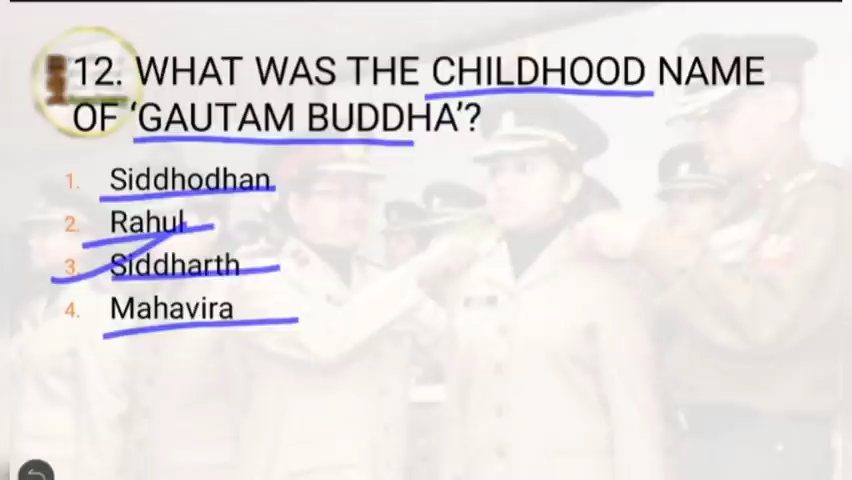 12. WHAT WAS THE CHILDHOOD NAME
OF ‘GAUTAM BUDDHA’?
1. Siddhodhan
2. Rahul
3. Siddharth
4. Mahavira